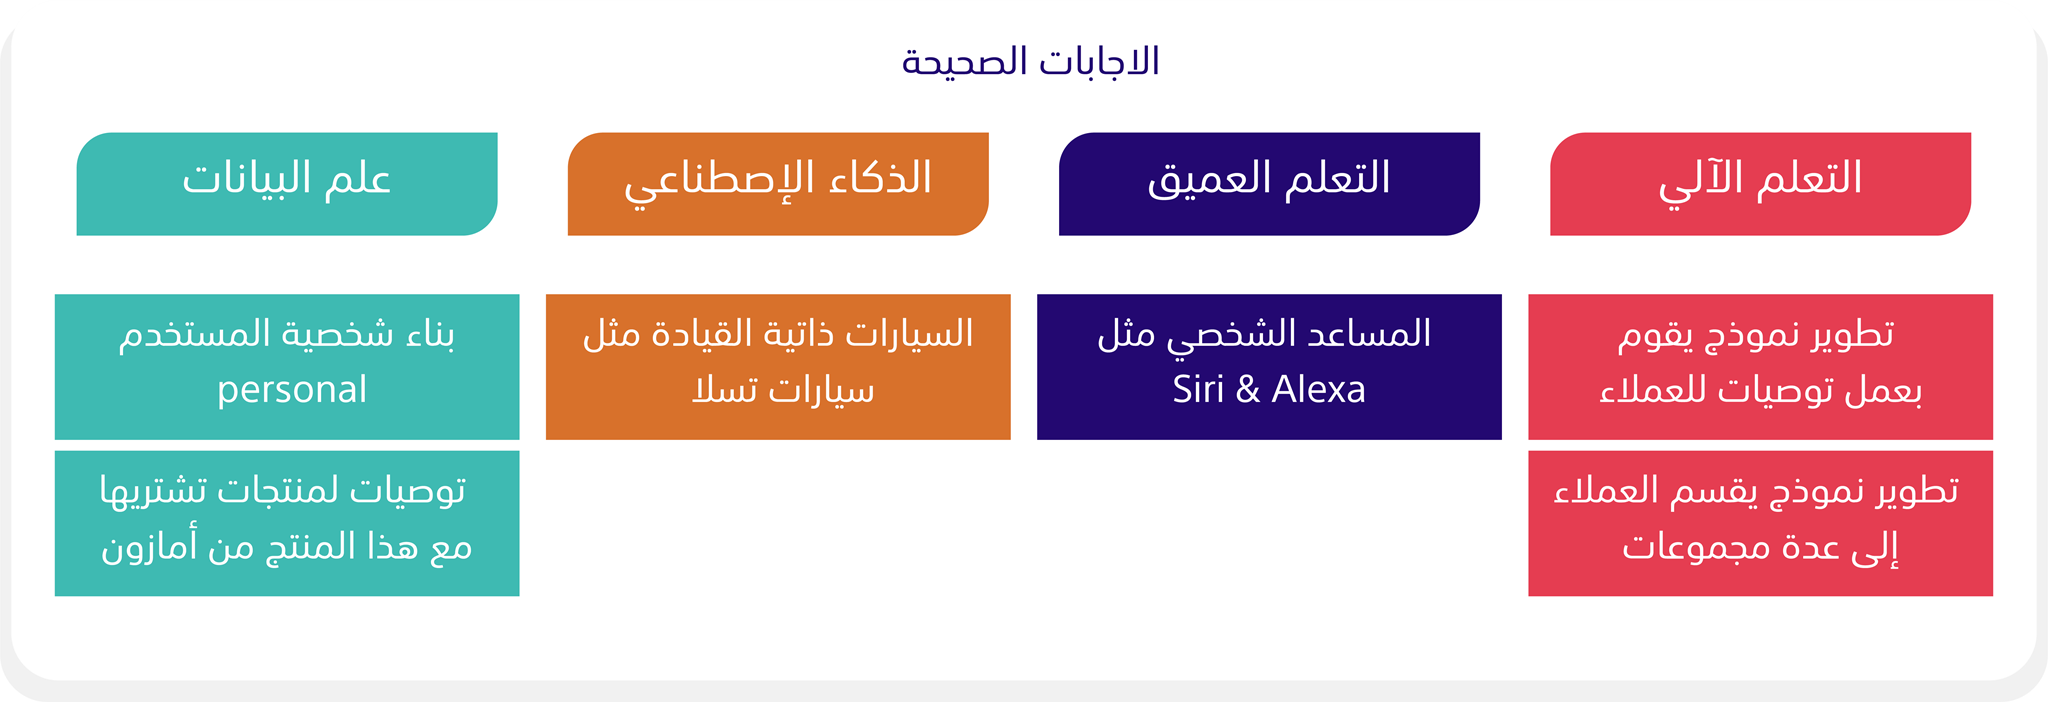 الاجابات الصحيحة
التعلم الآلي
تطوير نموذج يقوم
بعمل توصيات للعملاء
تطوير نموذج يقسم العملاء
إلى عدة مجموعات
التعلم العميق
المساعد الشخصي مثل
Siri & Alexa
الذكاء الإصطناعي
السيارات ذاتية القيادة مثل
سيارات تسلا
علم البيانات
بناء شخصية المستخدم
personal
توصيات لمنتجات تشتريها
مع هذا المنتج من أمازون